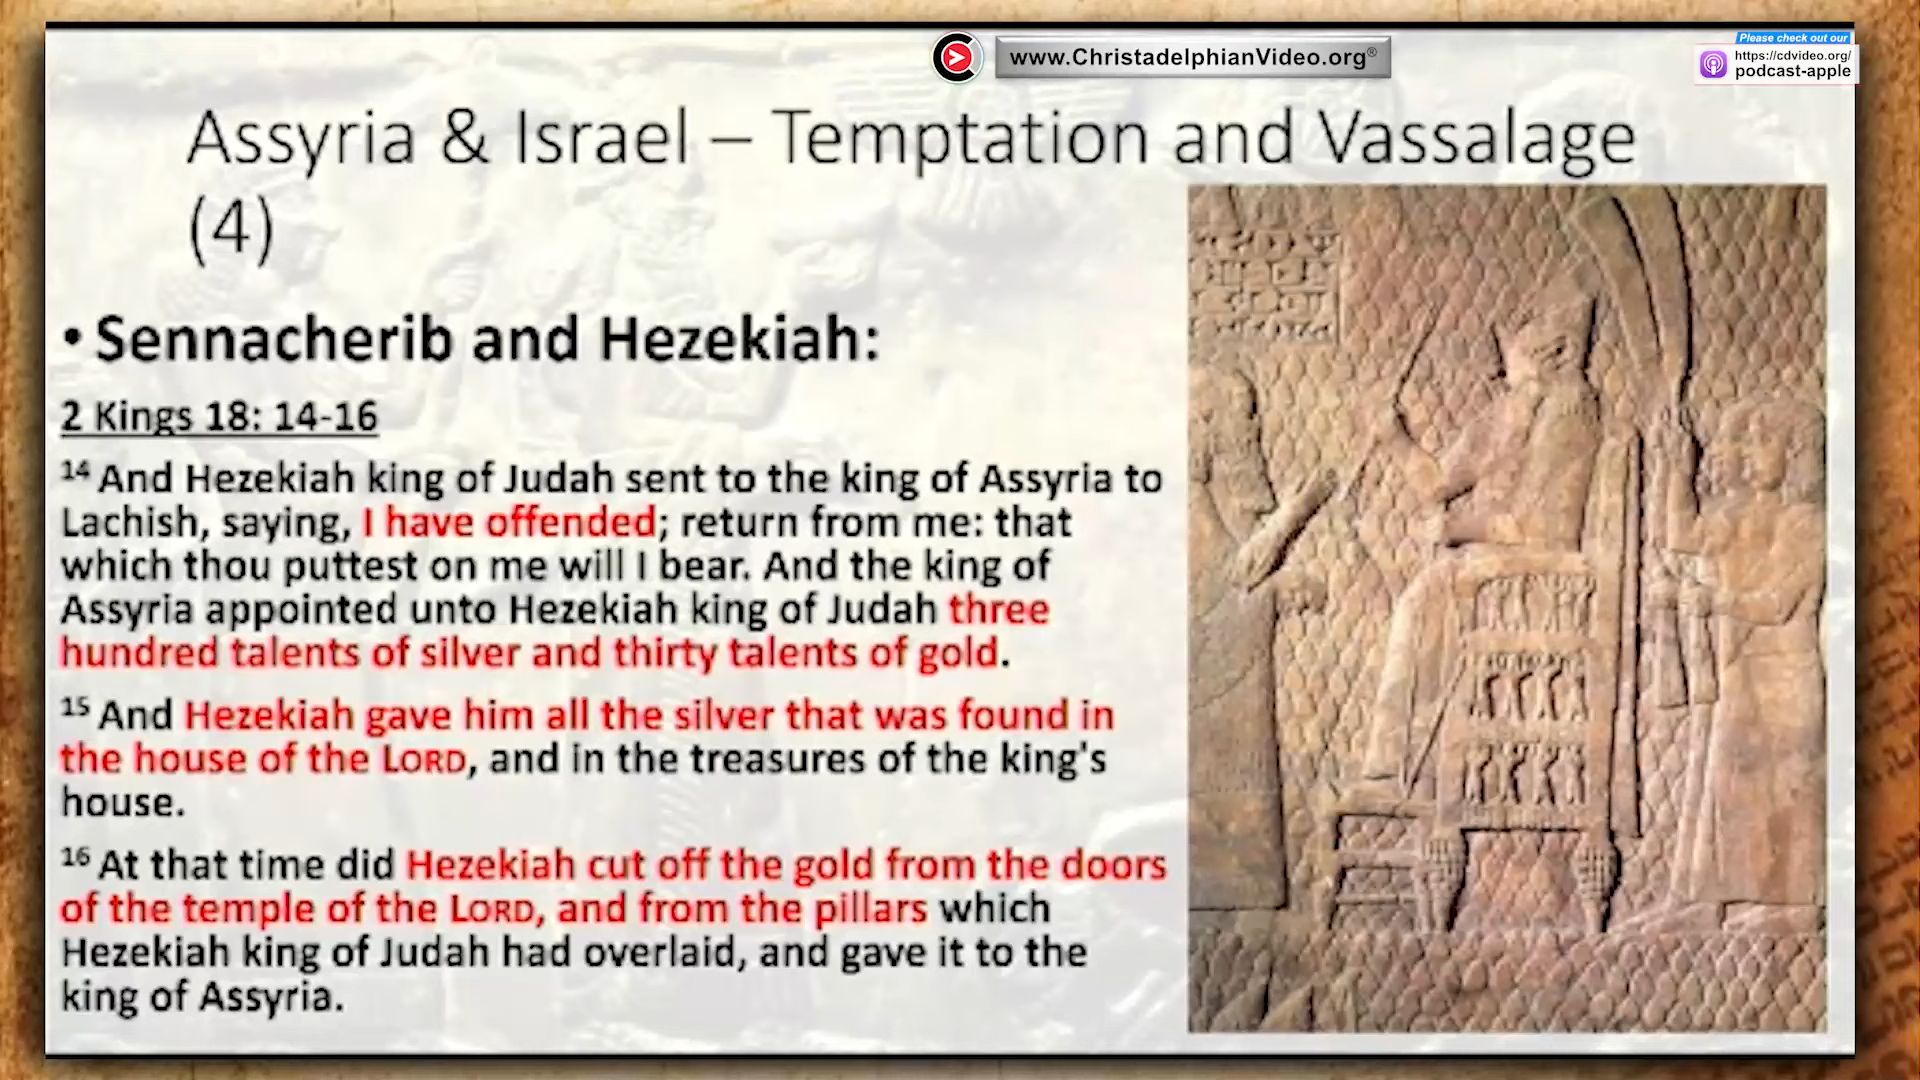 www.ChristadelphianVideo.org®
Please check out our
https://cdvideo.org/
podcast-apple
Assyria & Israel – Temptation and Vassalage
(4)
• Sennacherib and Hezekiah:
2 Kings 18: 14-16
14 And Hezekiah king of Judah sent to the king of Assyria to
Lachish, saying, I have offended; return from me: that
which thou puttest on me will I bear. And the king of
Assyria appointed unto Hezekiah king of Judah three
hundred talents of silver and thirty talents of gold.
15 And Hezekiah gave him all the silver that was found in
the house of the LORD, and in the treasures of the king's
house.
16 At that time did Hezekiah cut off the gold from the doors
of the temple of the LORD, and from the pillars which
Hezekiah king of Judah had overlaid, and gave it to the
king of Assyria.